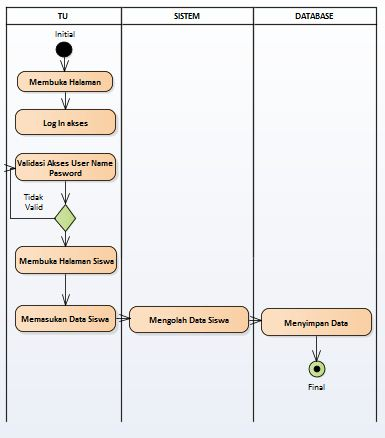 TU
SISTEM
DATABASE
Initial
Membuka Halaman
Log In akses
Validasi Akses User Name
Pasword
Tidak
Valid
Membuka Halaman Siswa
Memasukan Data Siswa
Mengolah Data Siswa
Menyimpan Data
Final